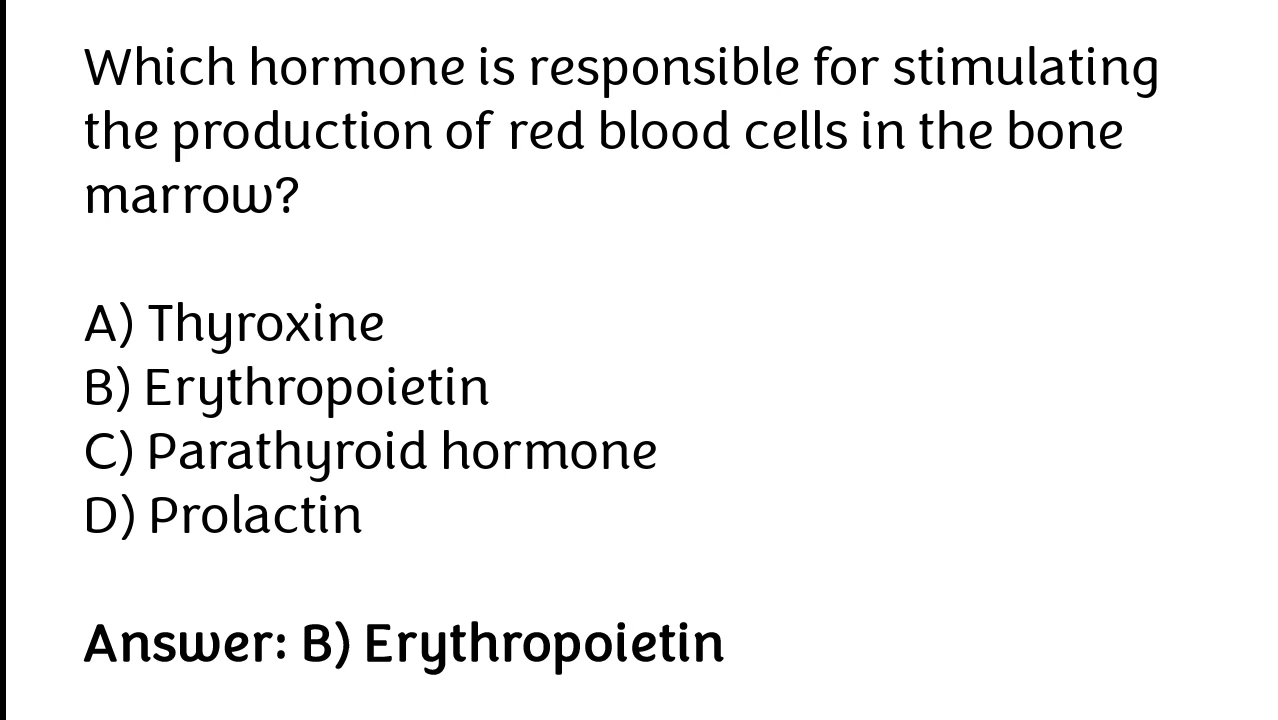 Which hormone is responsible for stimulating
the production of red blood cells in the bone
marrow?
A) Thyroxine
B) Erythropoietin
C) Parathyroid hormone
D) Prolactin
Answer: B) Erythropoietin